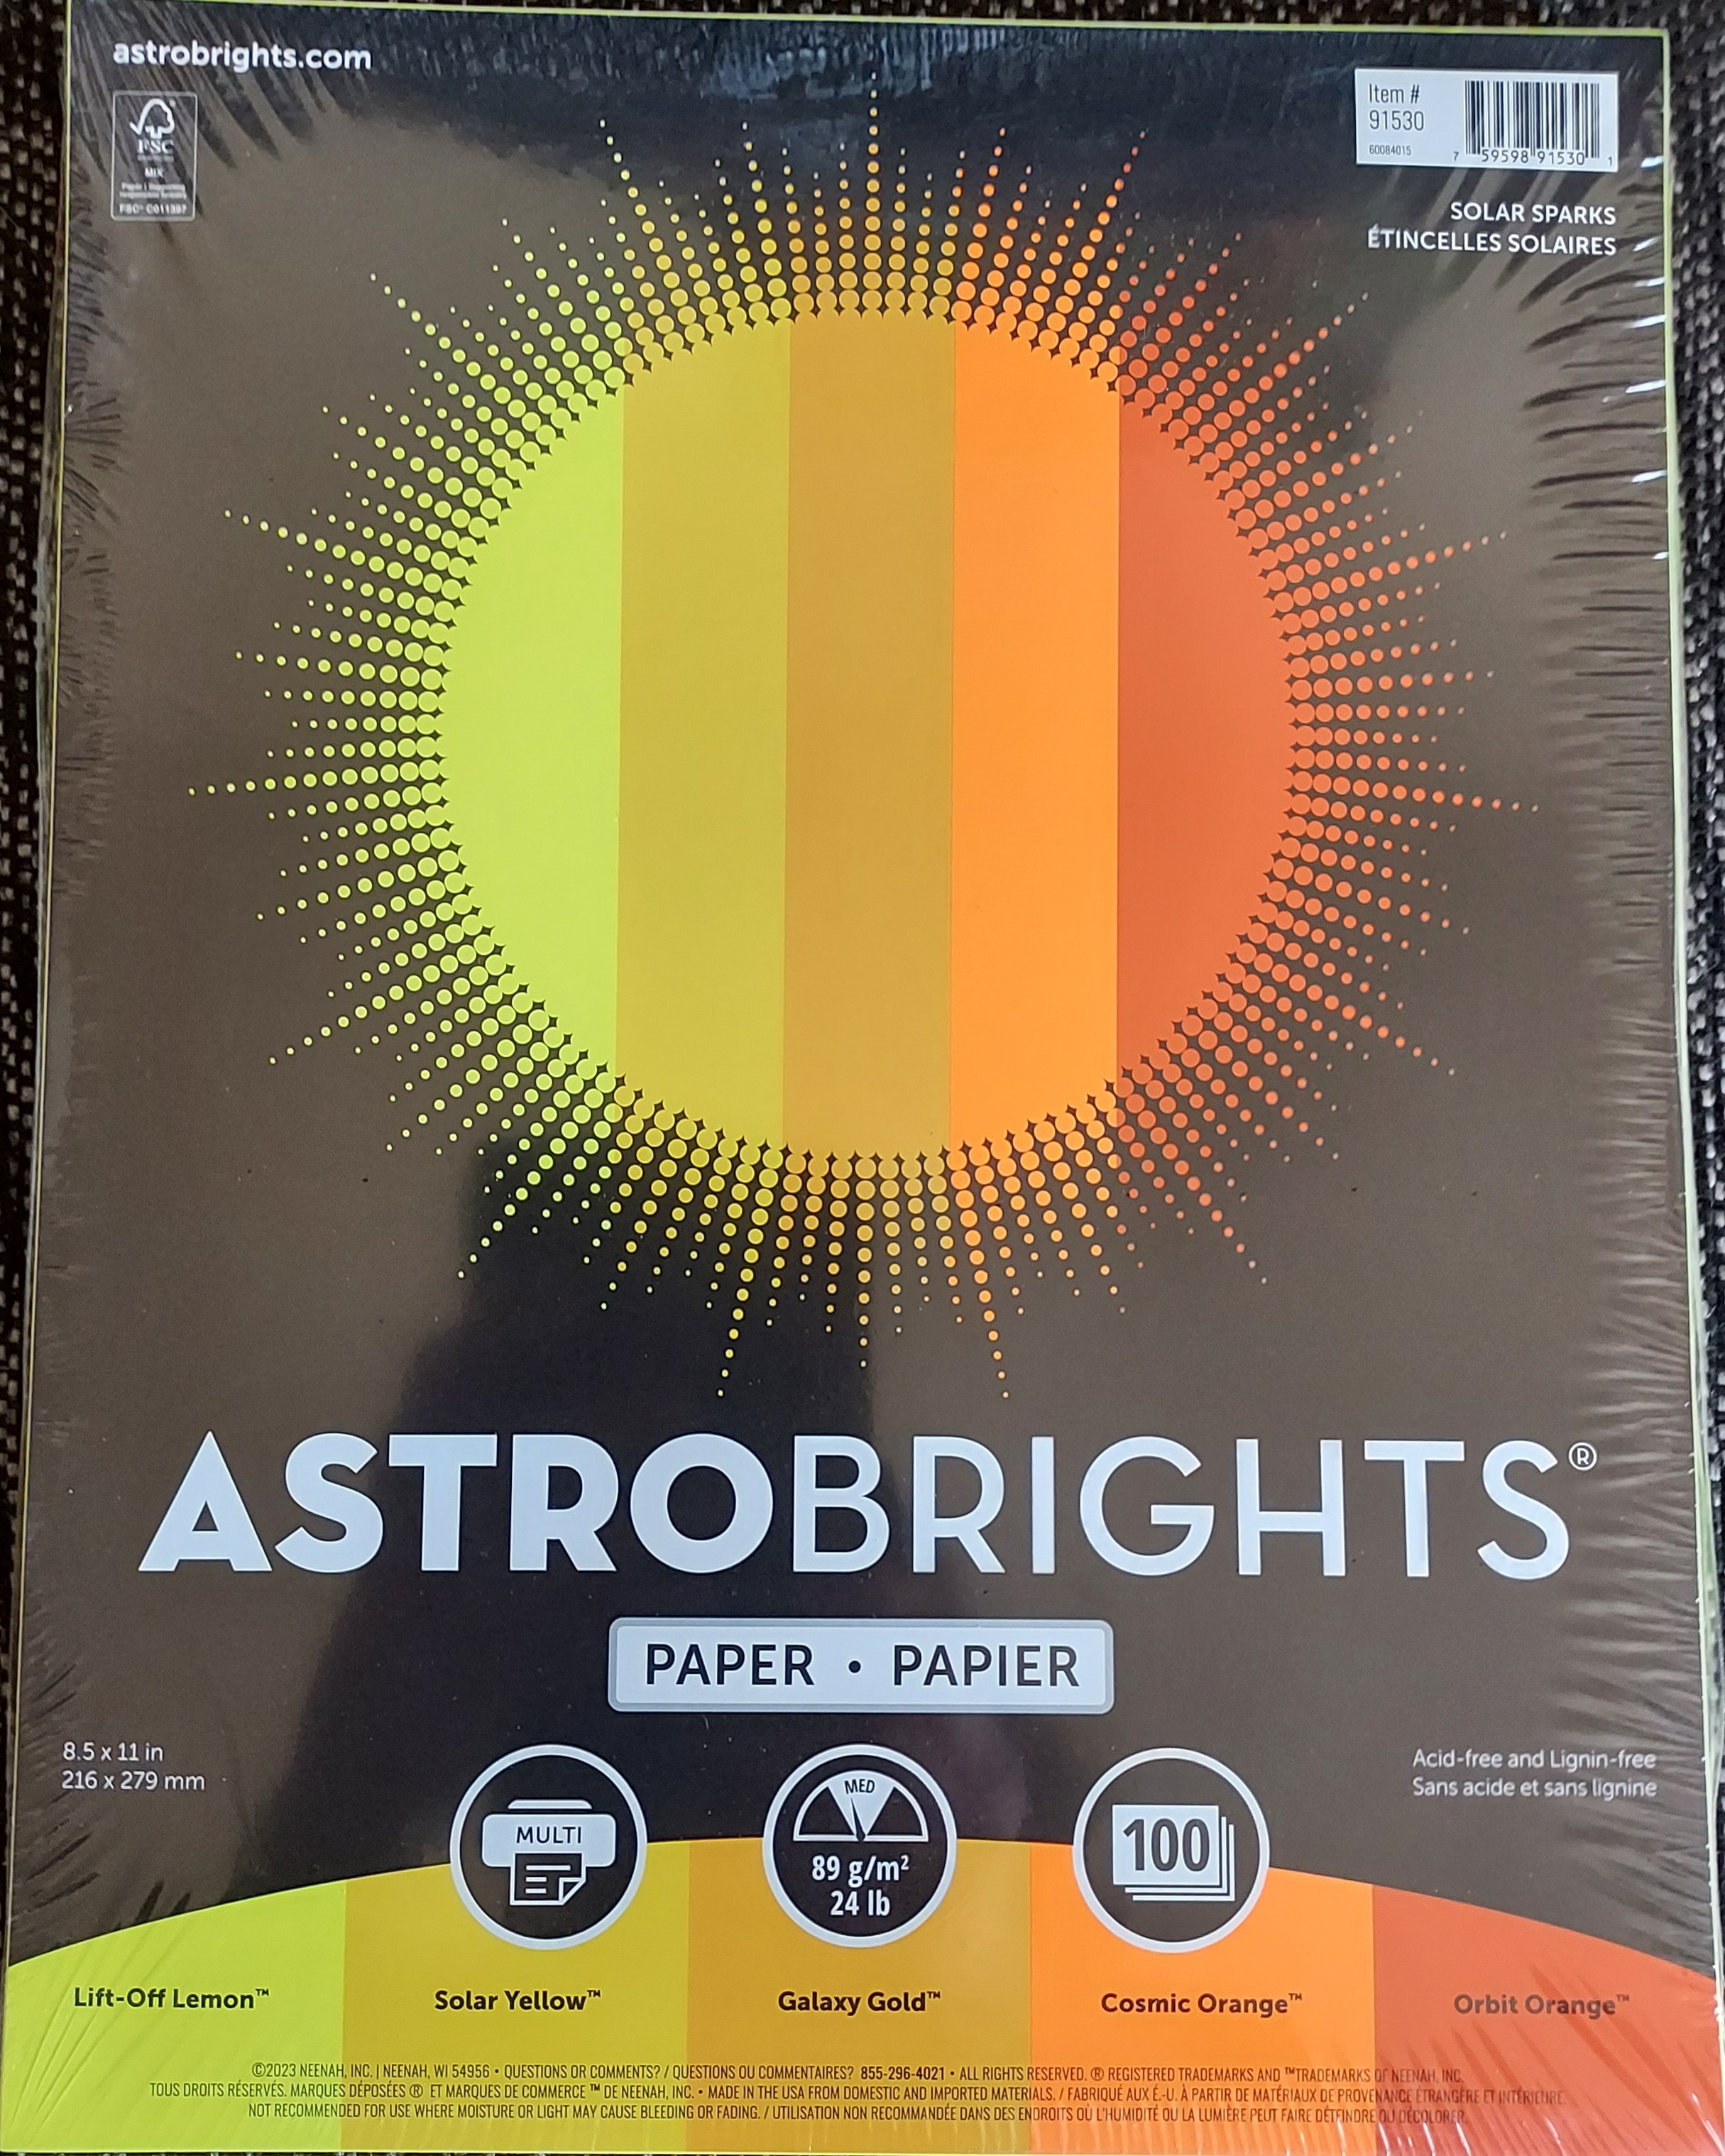 astrobrights.com
FSC
MIX
FSC® C011397
Item #
91530
60084015
7 59598 91530 1
SOLAR SPARKS
ÉTINCELLES SOLAIRES
ASTROBRIGHTS®
PAPER • PAPIER
8.5 x 11 in
216 x 279 mm
MULTI
MED
89 g/m²
24 lb
100
Acid-free and Lignin-free
Sans acide et sans lignine
Lift-Off Lemon™
Solar Yellow™
Galaxy Gold™
Cosmic Orange™
Orbit Orange™
©2023 NEENAH, INC. | NEENAH, WI 54956 • QUESTIONS OR COMMENTS? / QUESTIONS OU COMMENTAIRES? 855-296-4021 • ALL RIGHTS RESERVED. ® REGISTERED TRADEMARKS AND ™TRADEMARKS OF NEENAH, INC.
TOUS DROITS RÉSERVÉS. MARQUES DÉPOSÉES ® ET MARQUES DE COMMERCE ™ DE NEENAH, INC. • MADE IN THE USA FROM DOMESTIC AND IMPORTED MATERIALS. / FABRIQUÉ AUX É.-U. À PARTIR DE MATÉRIAUX DE PROVENANCE ÉTRANGÈRE ET INTÉRIEURE.
NOT RECOMMENDED FOR USE WHERE MOISTURE OR LIGHT MAY CAUSE BLEEDING OR FADING. / UTILISATION NON RECOMMANDÉE DANS DES ENDROITS OÙ L'HUMIDITÉ OU LA LUMIÈRE PEUT FAIRE DÉTEINDRE OU DÉCOLORER.